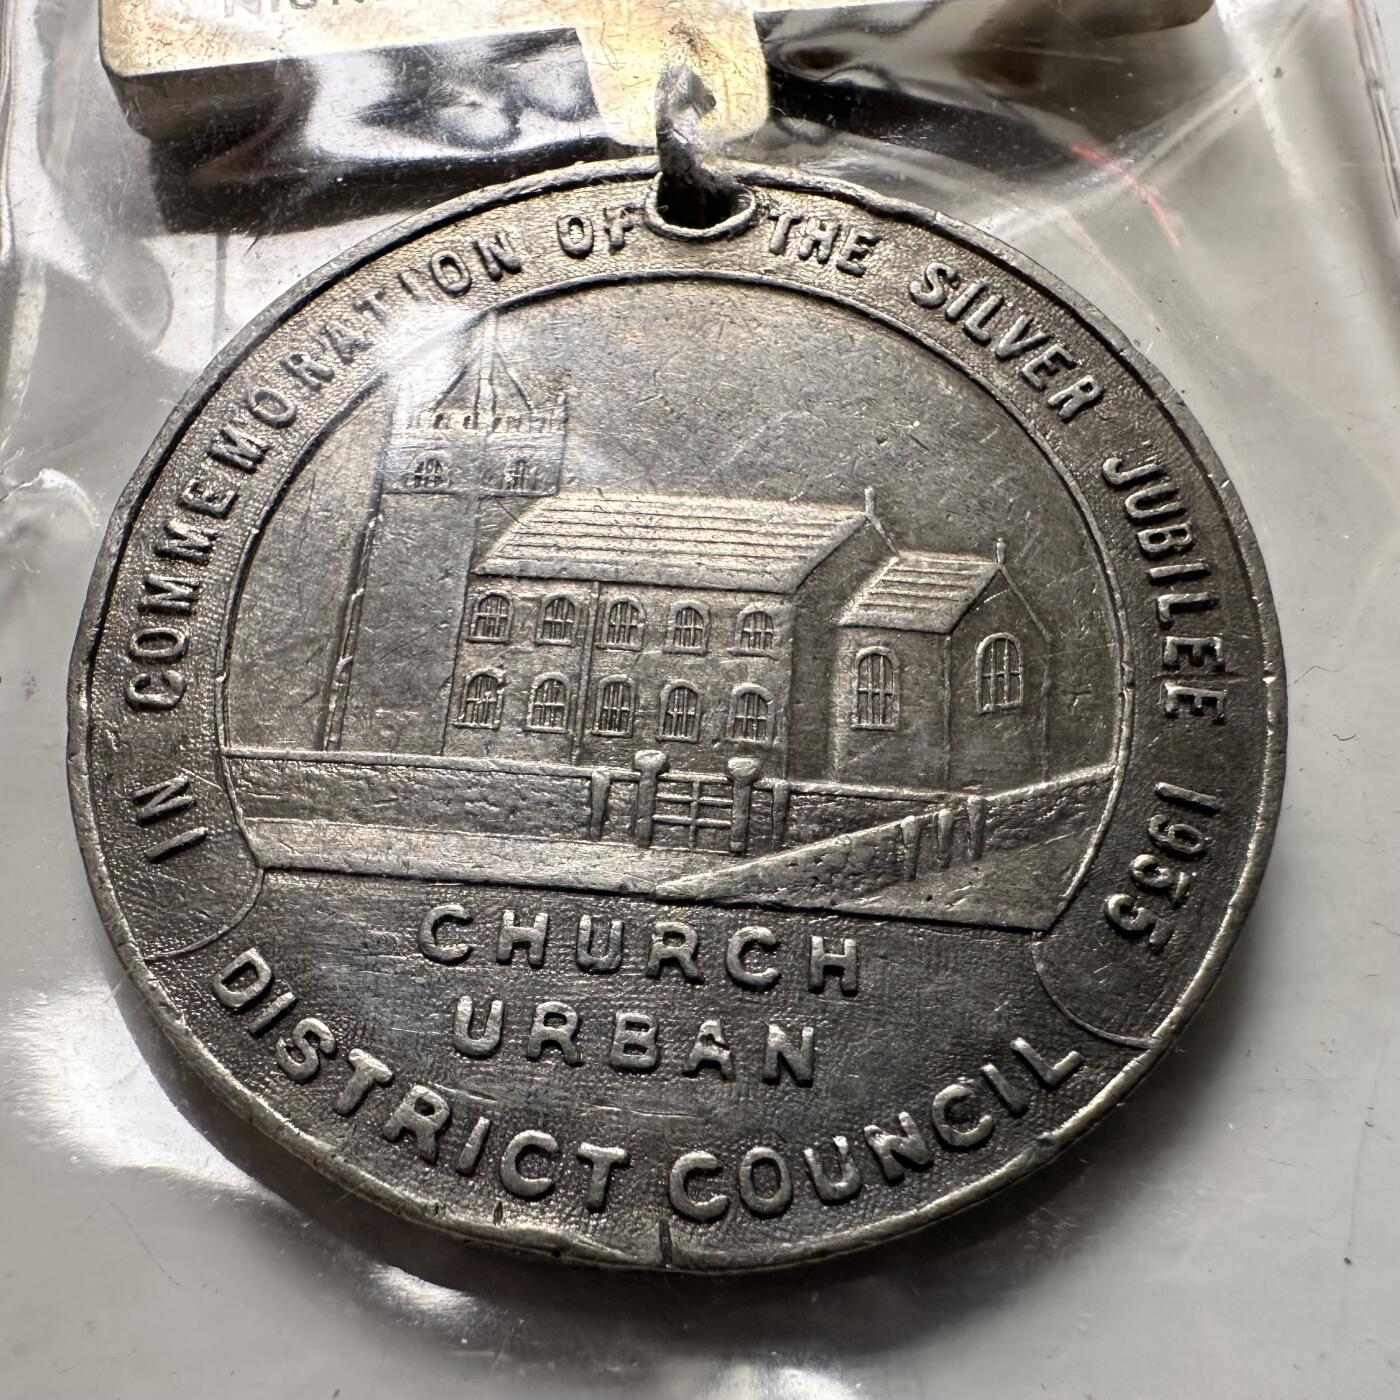 IN COMMEMORATION OF THE SILVER JUBILEE 1935
CHURCH
URBAN
DISTRICT COUNCIL